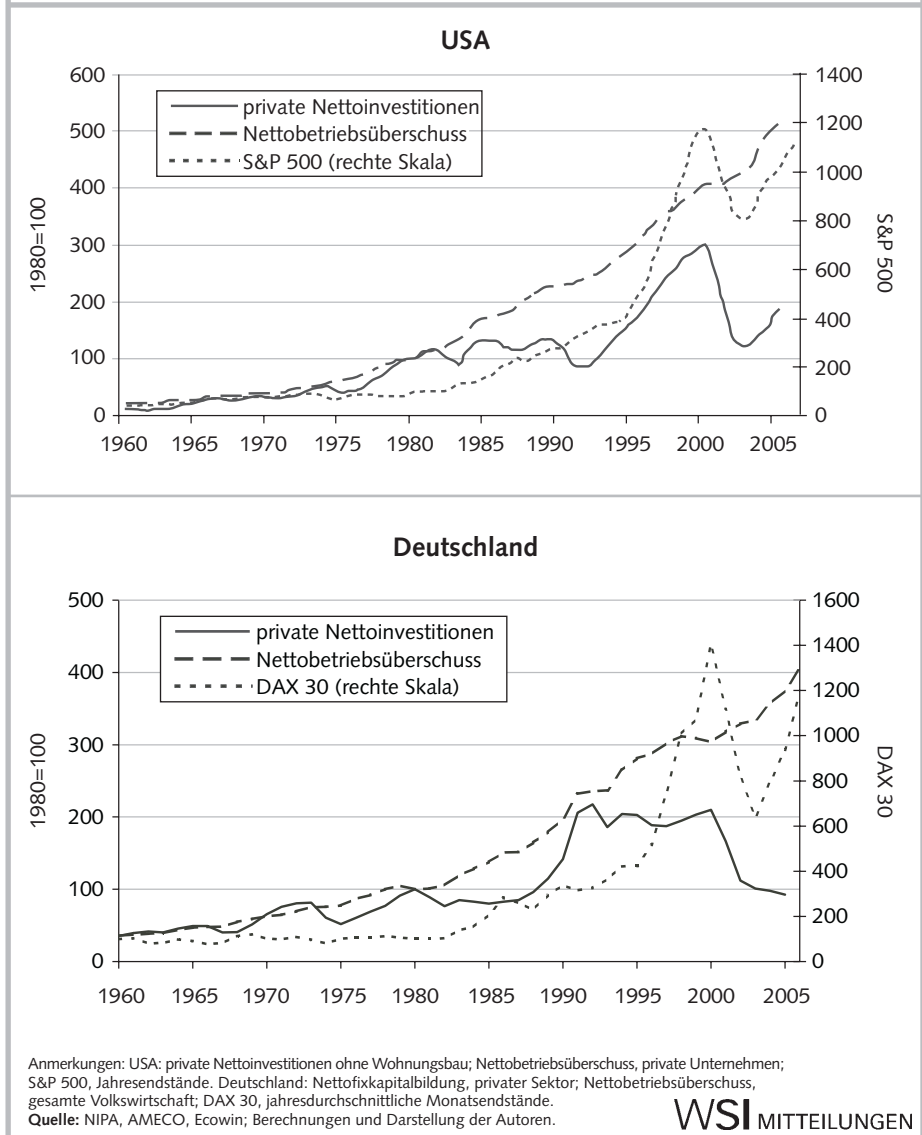 USA
600
500
400
300
200
100
0
1980=100
private Nettoinvestitionen
Nettobetriebsüberschuss
S&P 500 (rechte Skala)
1400
1200
1000
800
600
400
200
0
S&P 500
1960 1965 1970 1975 1980 1985 1990 1995 2000 2005
Deutschland
500
400
300
200
100
0
1980=100
private Nettoinvestitionen
Nettobetriebsüberschuss
DAX 30 (rechte Skala)
1600
1400
1200
1000
800
600
400
200
0
DAX 30
1960 1965 1970 1975 1980 1985 1990 1995 2000 2005
Anmerkungen: USA: private Nettoinvestitionen ohne Wohnungsbau; Nettobetriebsüberschuss, private Unternehmen;
S&P 500, Jahresendstände. Deutschland: Nettofixkapitalbildung, privater Sektor; Nettobetriebsüberschuss,
gesamte Volkswirtschaft; DAX 30, jahresdurchschnittliche Monatsendstände.
Quelle: NIPA, AMECO, Ecowin; Berechnungen und Darstellung der Autoren.
WSI MITTEILUNGEN